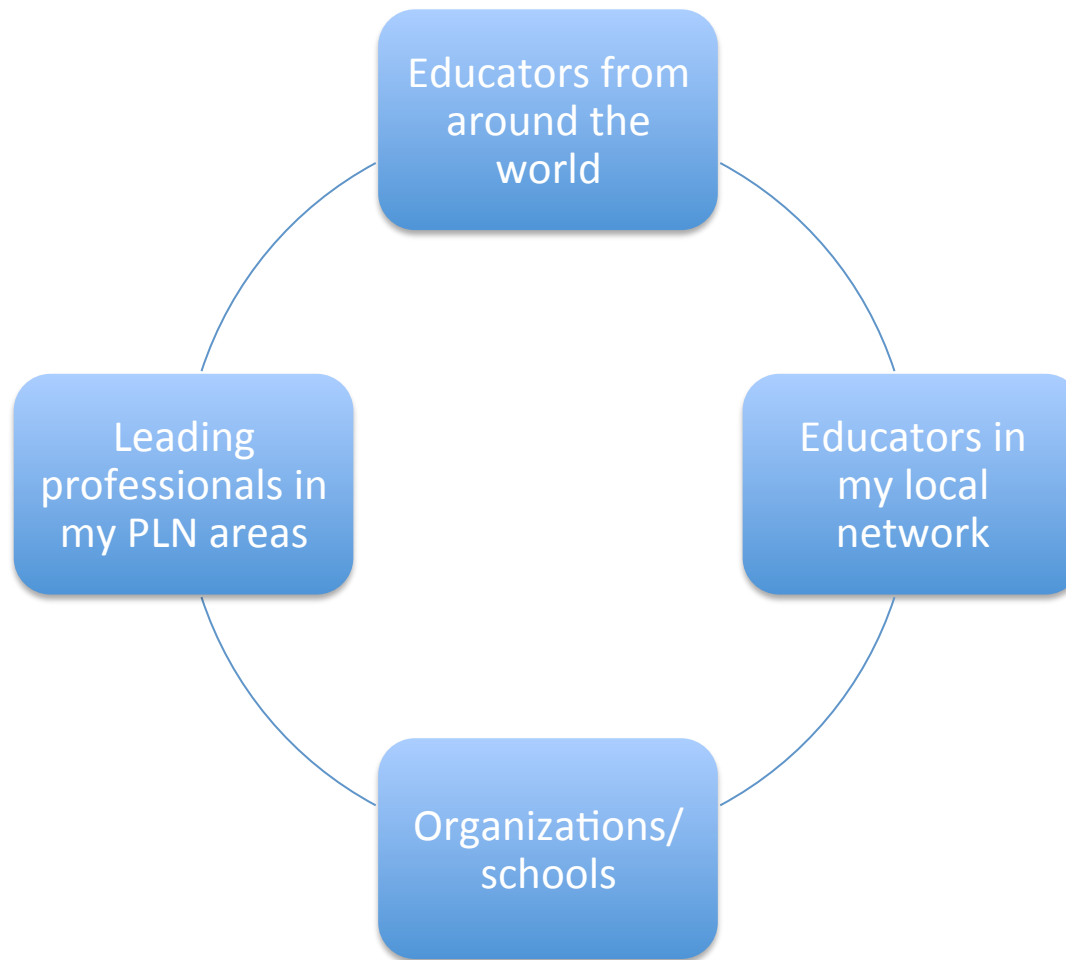 Educators from
around the
world
Leading
professionals in
my PLN areas
Educators in
my local
network
Organizations/
schools